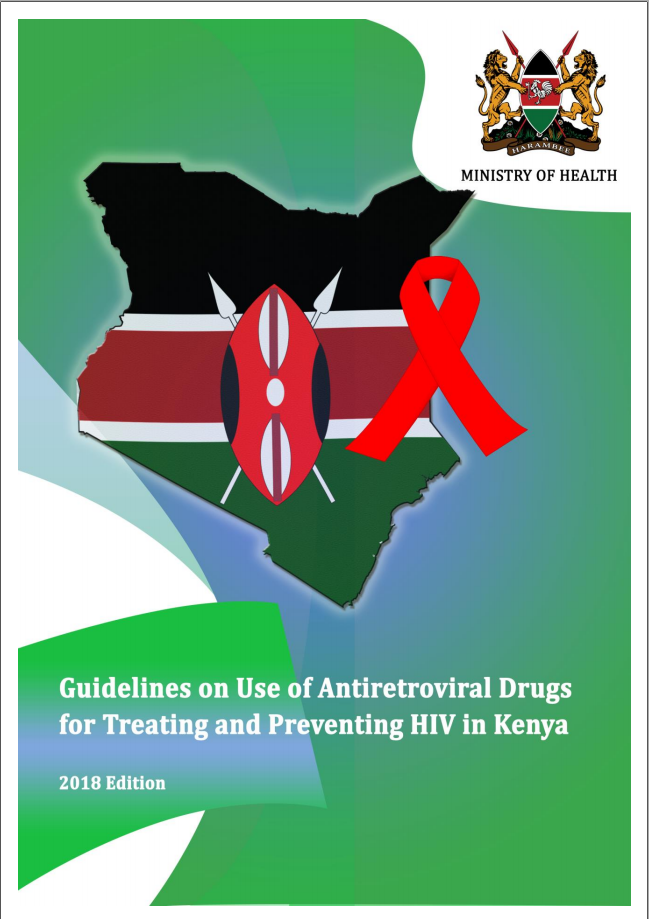 HARAMBEE
MINISTRY OF HEALTH
Guidelines on Use of Antiretroviral Drugs
for Treating and Preventing HIV in Kenya
2018 Edition